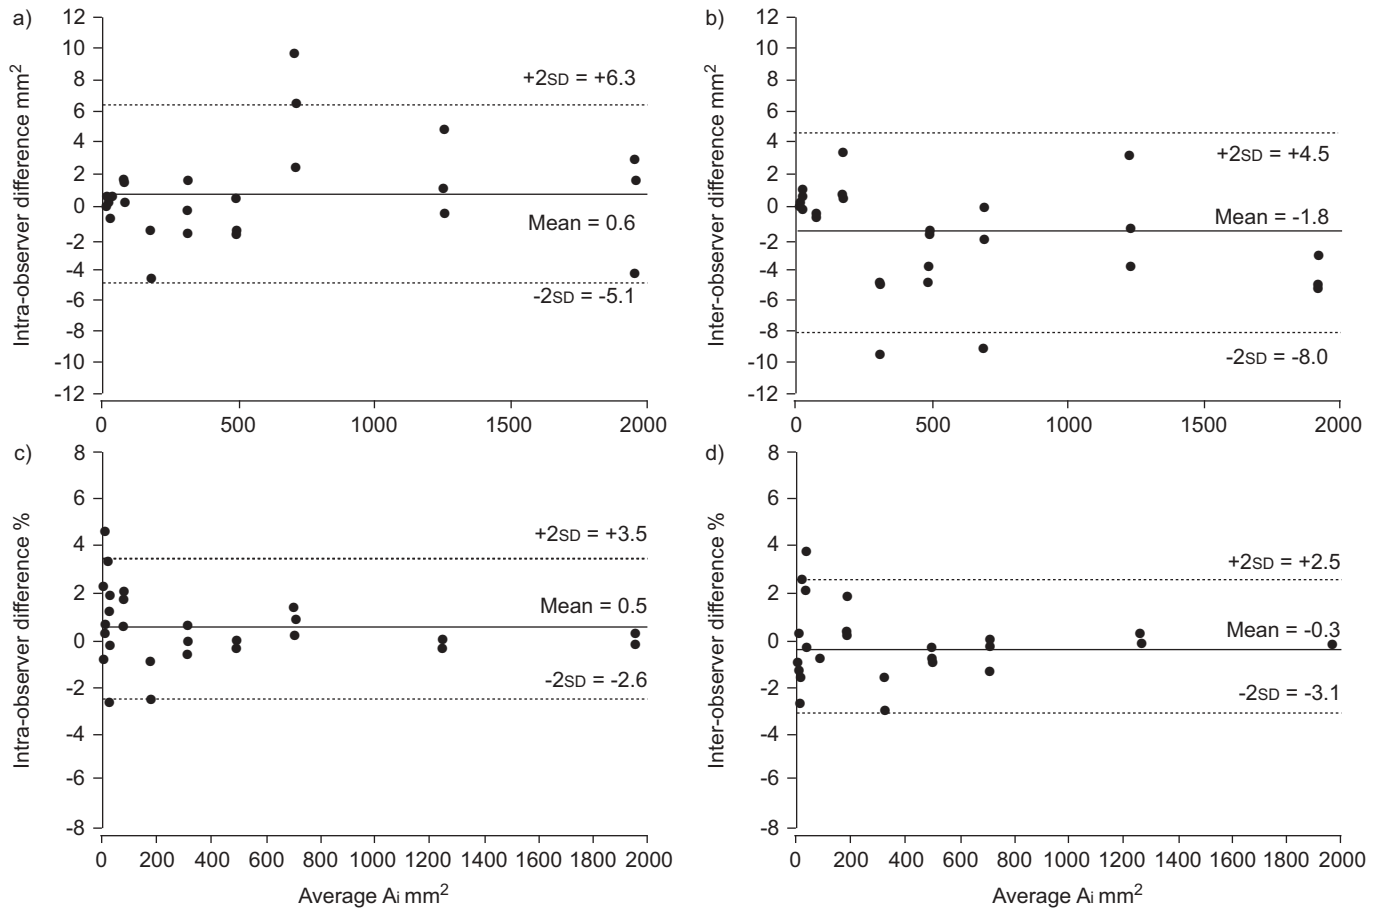 a)
Intra-observer difference mm²
12
10
8
6
4
2
0
-2
-4
-6
-8
-10
-12
+2SD = +6.3
Mean = 0.6
-2SD = -5.1
0 500 1000 1500 2000
b)
Inter-observer difference mm²
12
10
8
6
4
2
0
-2
-4
-6
-8
-10
-12
+2SD = +4.5
Mean = -1.8
-2SD = -8.0
0 500 1000 1500 2000
c)
Intra-observer difference %
8
6
4
2
0
-2
-4
-6
-8
+2SD = +3.5
Mean = 0.5
-2SD = -2.6
0 200 400 600 800 1000 1200 1400 1600 1800 2000
Average Ai mm²
d)
Inter-observer difference %
8
6
4
2
0
-2
-4
-6
-8
+2SD = +2.5
Mean = -0.3
-2SD = -3.1
0 200 400 600 800 1000 1200 1400 1600 1800 2000
Average Ai mm²